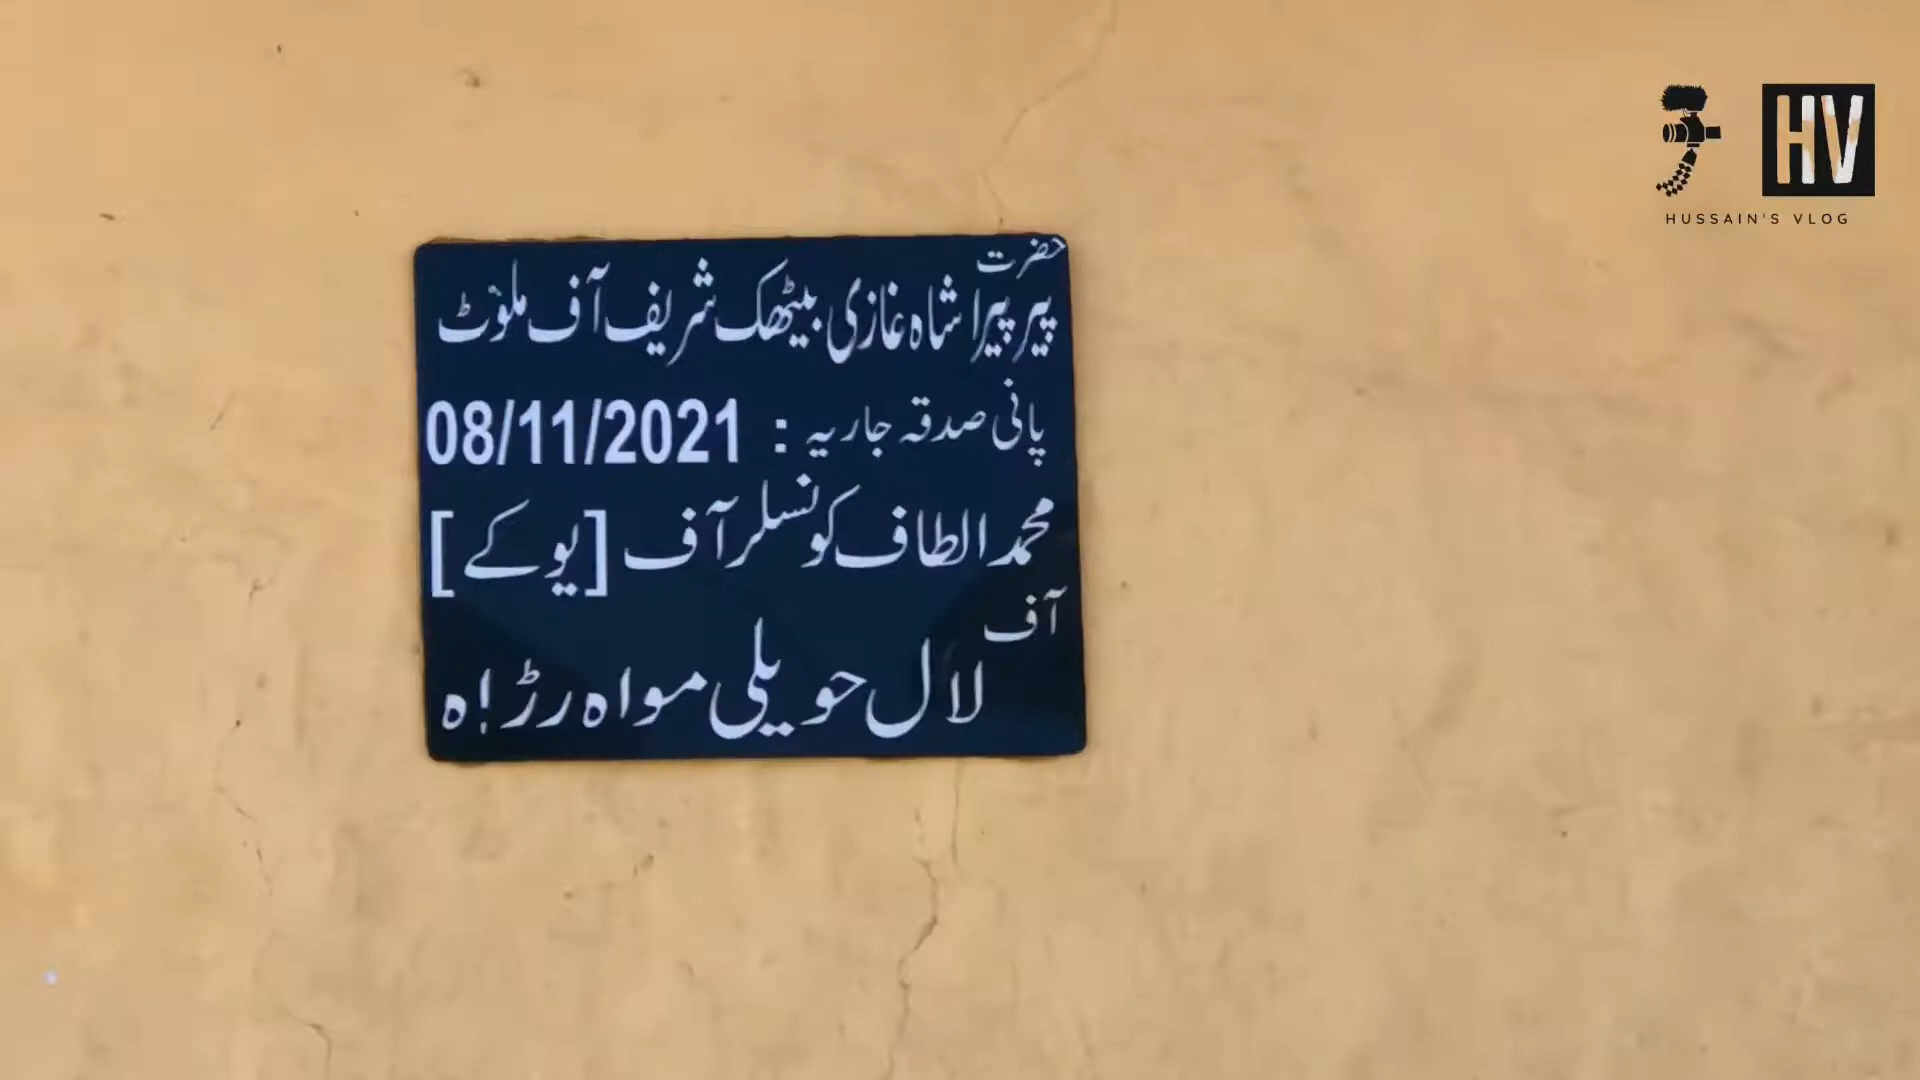 حضرت
پیر پیرا شاہ غازی بیٹھک شریف آف ملوٹ
پانی صدقہ جاریہ : 08/11/2021
محمد الطاف کونسلر آف [یو کے]
آف
لال حویلی مواہ رڑاہ
HV
HUSSAIN'S VLOG